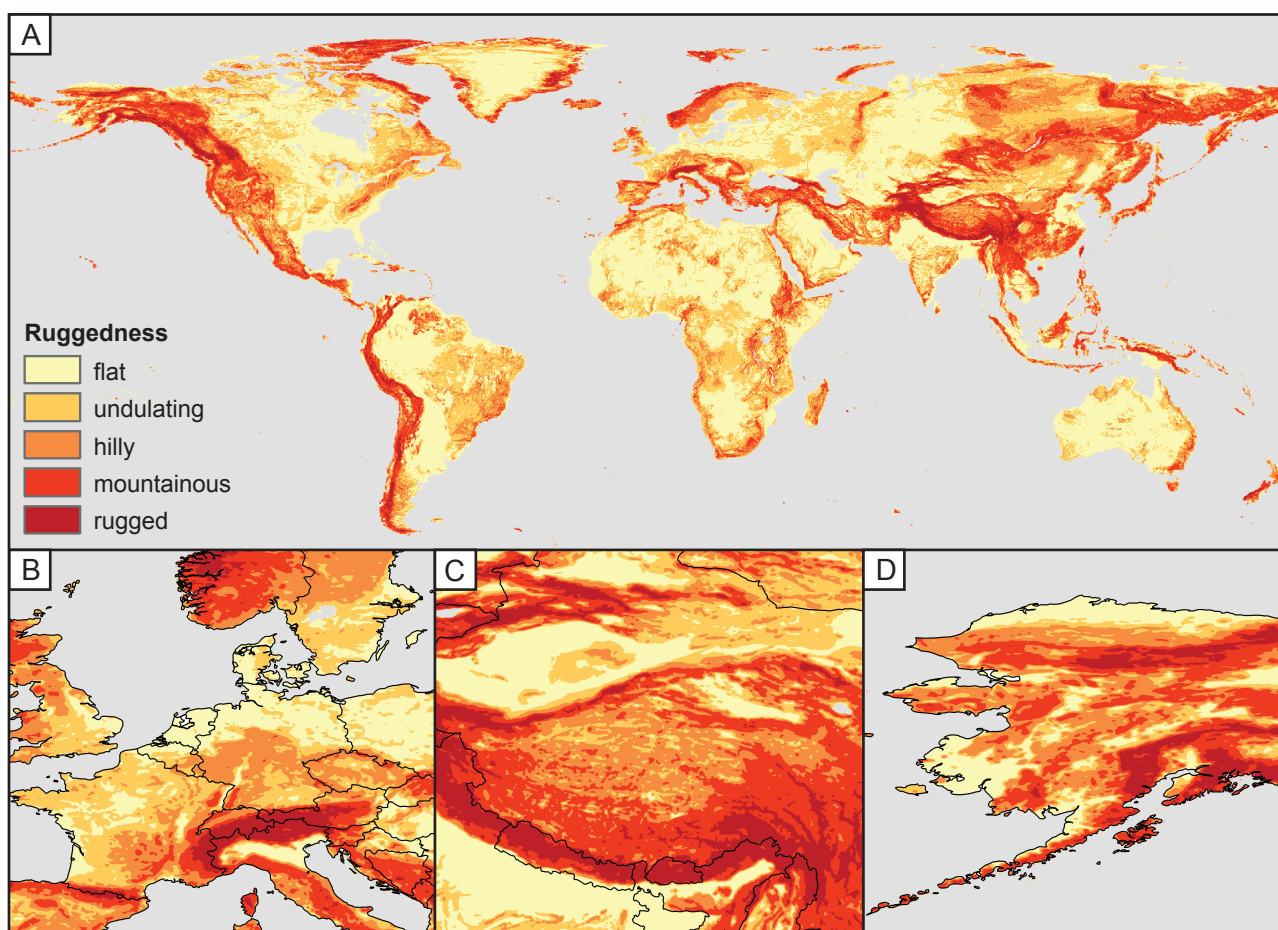 A
Ruggedness
flat
undulating
hilly
mountainous
rugged
B
C
D